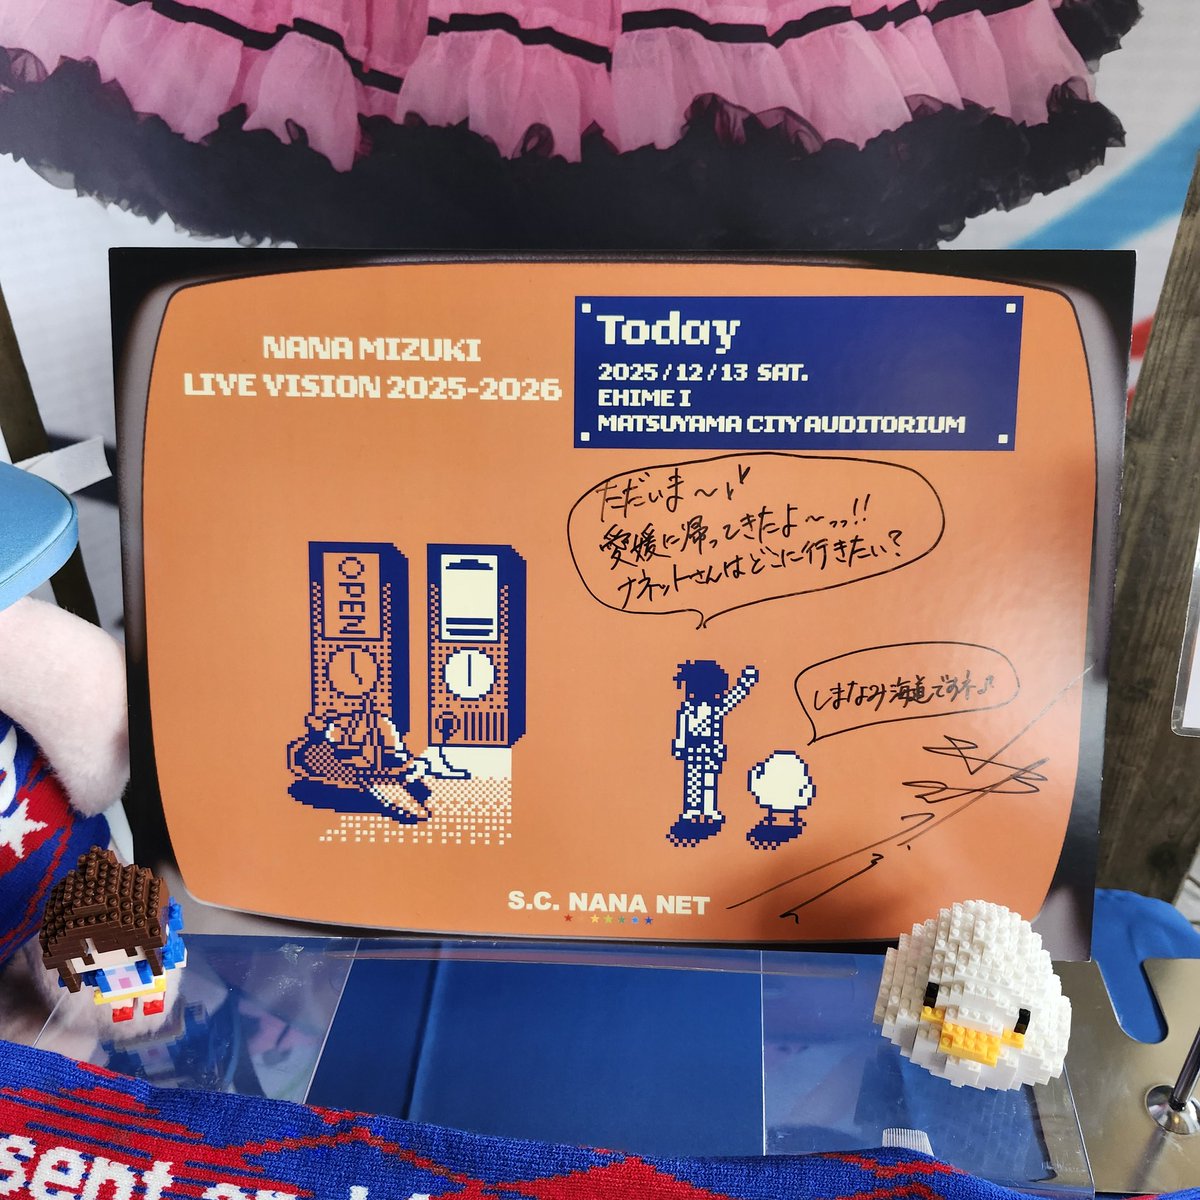 NANA MIZUKI
LIVE VISION 2025-2026
Today
2025/12/13 SAT.
EHIME I
MATSUYAMA CITY AUDITORIUM
ただいま〜♪
愛媛に帰ってきたよ〜っっ!!
ナネットさんはどこに行きたい?
しまなみ海道ですネ♪
OPEN
S.C. NANA NET
sent